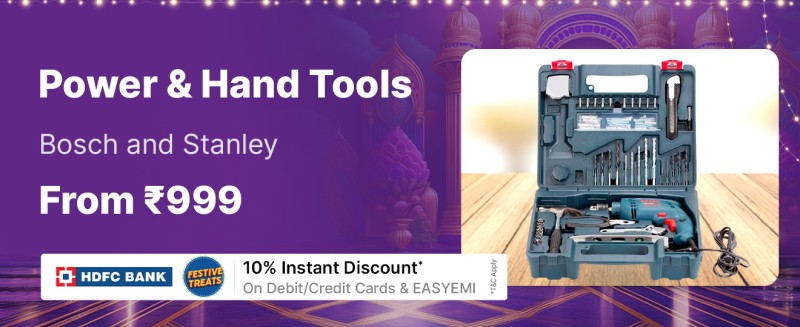 Power & Hand Tools
Bosch and Stanley
From ₹999
HDFC BANK
FESTIVE
TREATS
10% Instant Discount*
On Debit/Credit Cards & EASYEMI
*T&C Apply